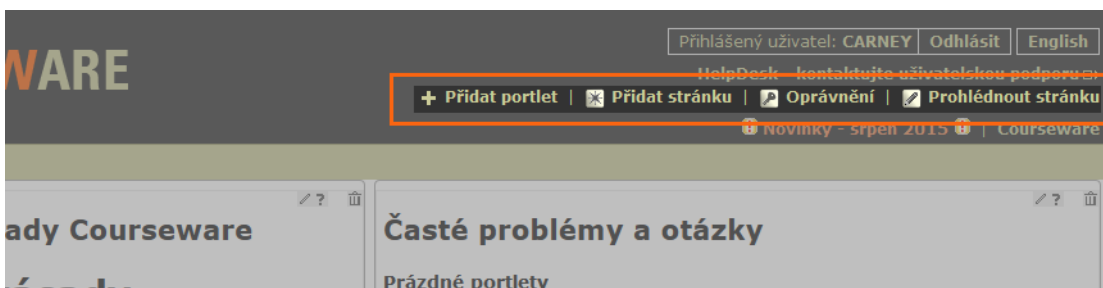 Přihlášený uživatel: CARNEY Odhlásit English
WARE
HelpDesk - kontaktujte uživatelskou podporu
Přidat portlet | Přidat stránku | Oprávnění | Prohlédnout stránku
Novinky - srpen 2015 | Courseware
ady Courseware
Časté problémy a otázky
Prázdné portlety